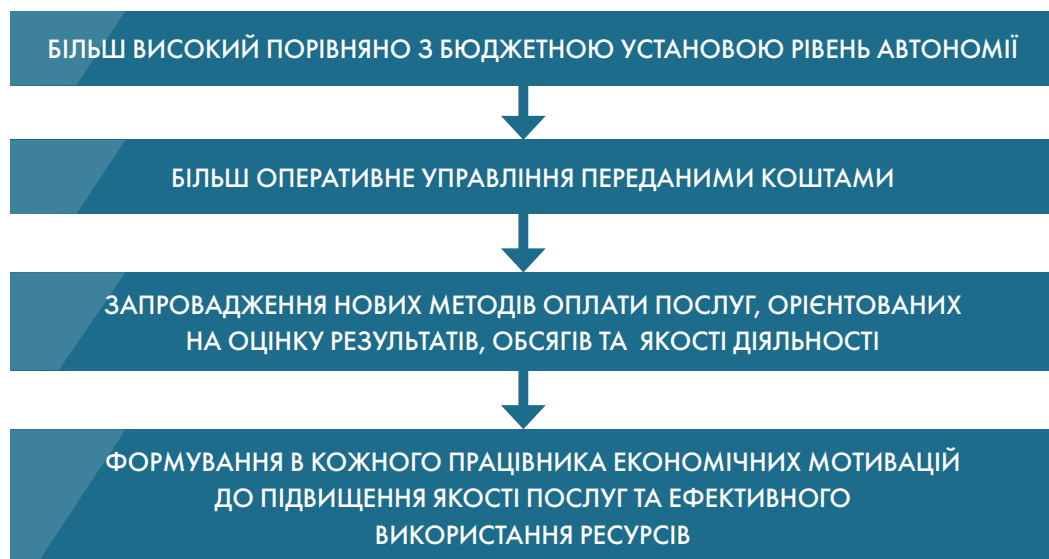 БІЛЬШ ВИСОКИЙ ПОРІВНЯНО З БЮДЖЕТНОЮ УСТАНОВОЮ РІВЕНЬ АВТОНОМІЇ
БІЛЬШ ОПЕРАТИВНЕ УПРАВЛІННЯ ПЕРЕДАНИМИ КОШТАМИ
ЗАПРОВАДЖЕННЯ НОВИХ МЕТОДІВ ОПЛАТИ ПОСЛУГ, ОРІЄНТОВАНИХ
НА ОЦІНКУ РЕЗУЛЬТАТІВ, ОБСЯГІВ ТА ЯКОСТІ ДІЯЛЬНОСТІ
ФОРМУВАННЯ В КОЖНОГО ПРАЦІВНИКА ЕКОНОМІЧНИХ МОТИВАЦІЙ
ДО ПІДВИЩЕННЯ ЯКОСТІ ПОСЛУГ ТА ЕФЕКТИВНОГО
ВИКОРИСТАННЯ РЕСУРСІВ